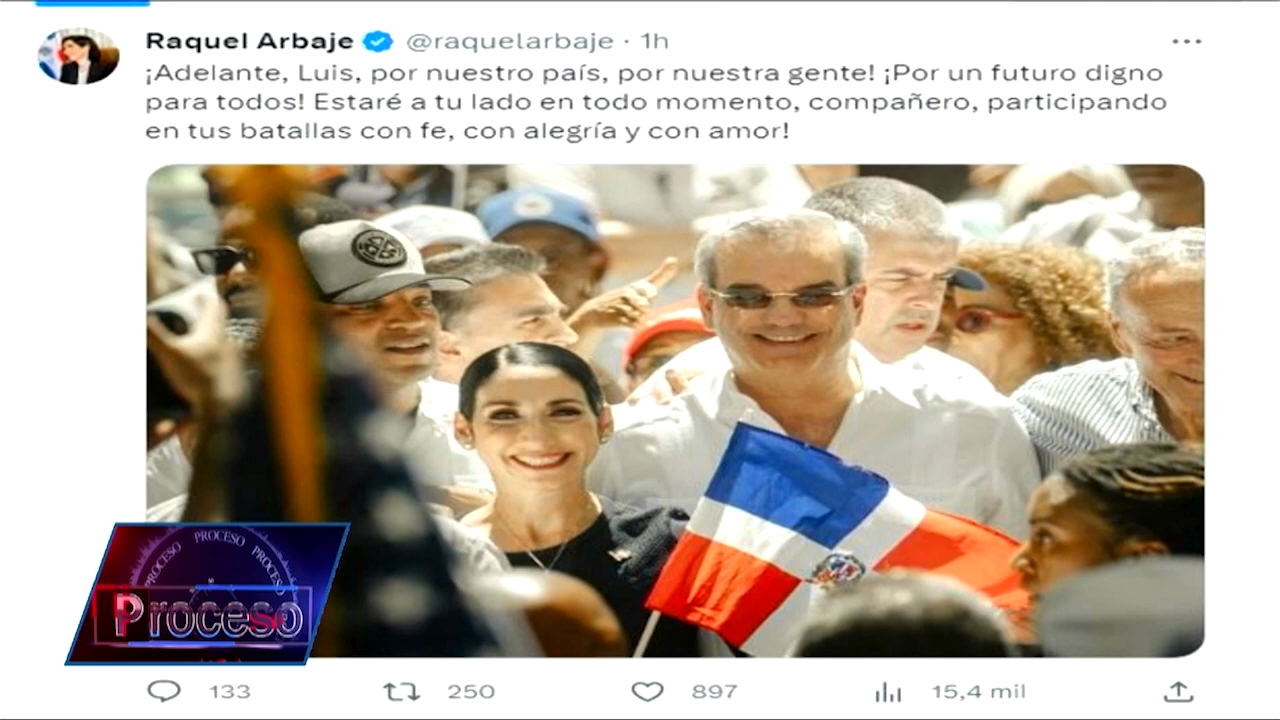 Raquel Arbaje @raquelarbaje · 1h
¡Adelante, Luis, por nuestro país, por nuestra gente! ¡Por un futuro digno
para todos! Estaré a tu lado en todo momento, compañero, participando
en tus batallas con fe, con alegría y con amor!
PROCESO PROCESO PROCESO
Proceso
133 250 897 15,4 mil